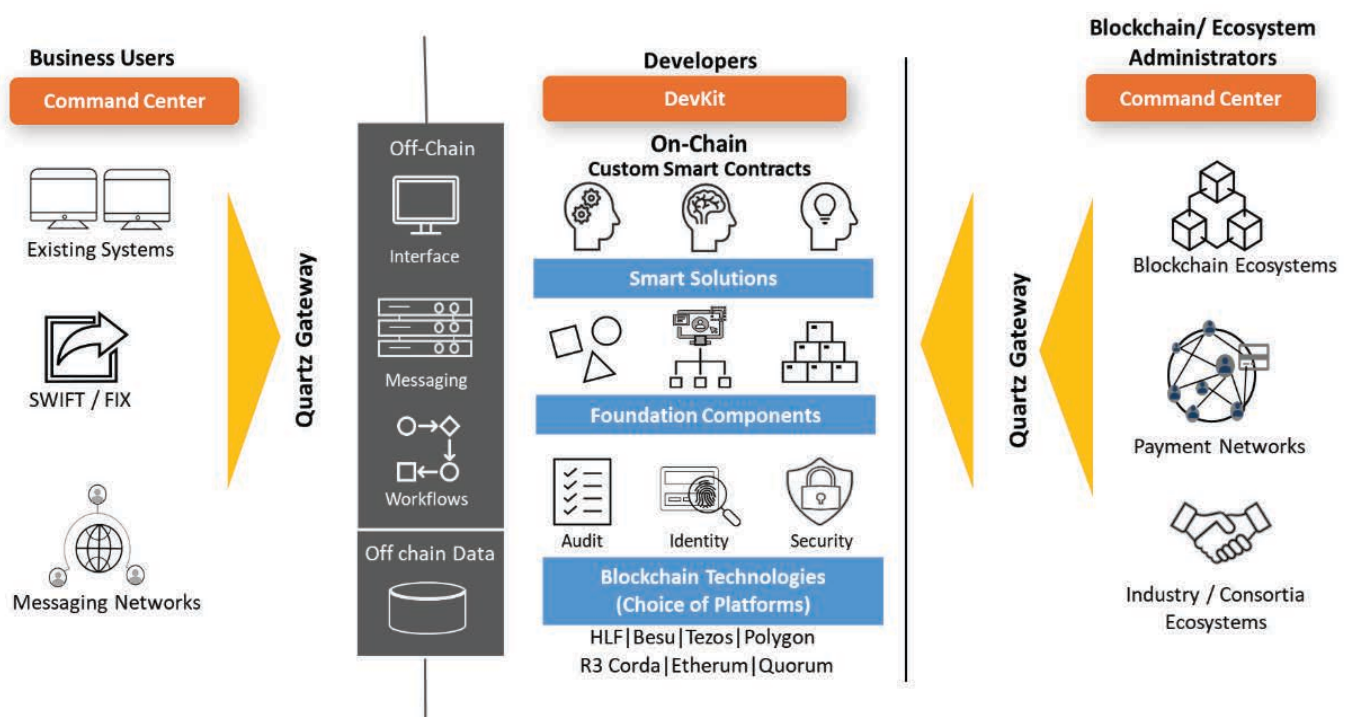 Business Users
Command Center
Existing Systems
SWIFT / FIX
Messaging Networks
Quartz Gateway
Off-Chain
Interface
Messaging
Workflows
Off chain Data
Developers
DevKit
On-Chain
Custom Smart Contracts
Smart Solutions
Foundation Components
Audit
Identity
Security
Blockchain Technologies
(Choice of Platforms)
HLF|Besu|Tezos|Polygon
R3 Corda|Etherum|Quorum
Quartz Gateway
Blockchain/ Ecosystem
Administrators
Command Center
Blockchain Ecosystems
Payment Networks
Industry / Consortia
Ecosystems